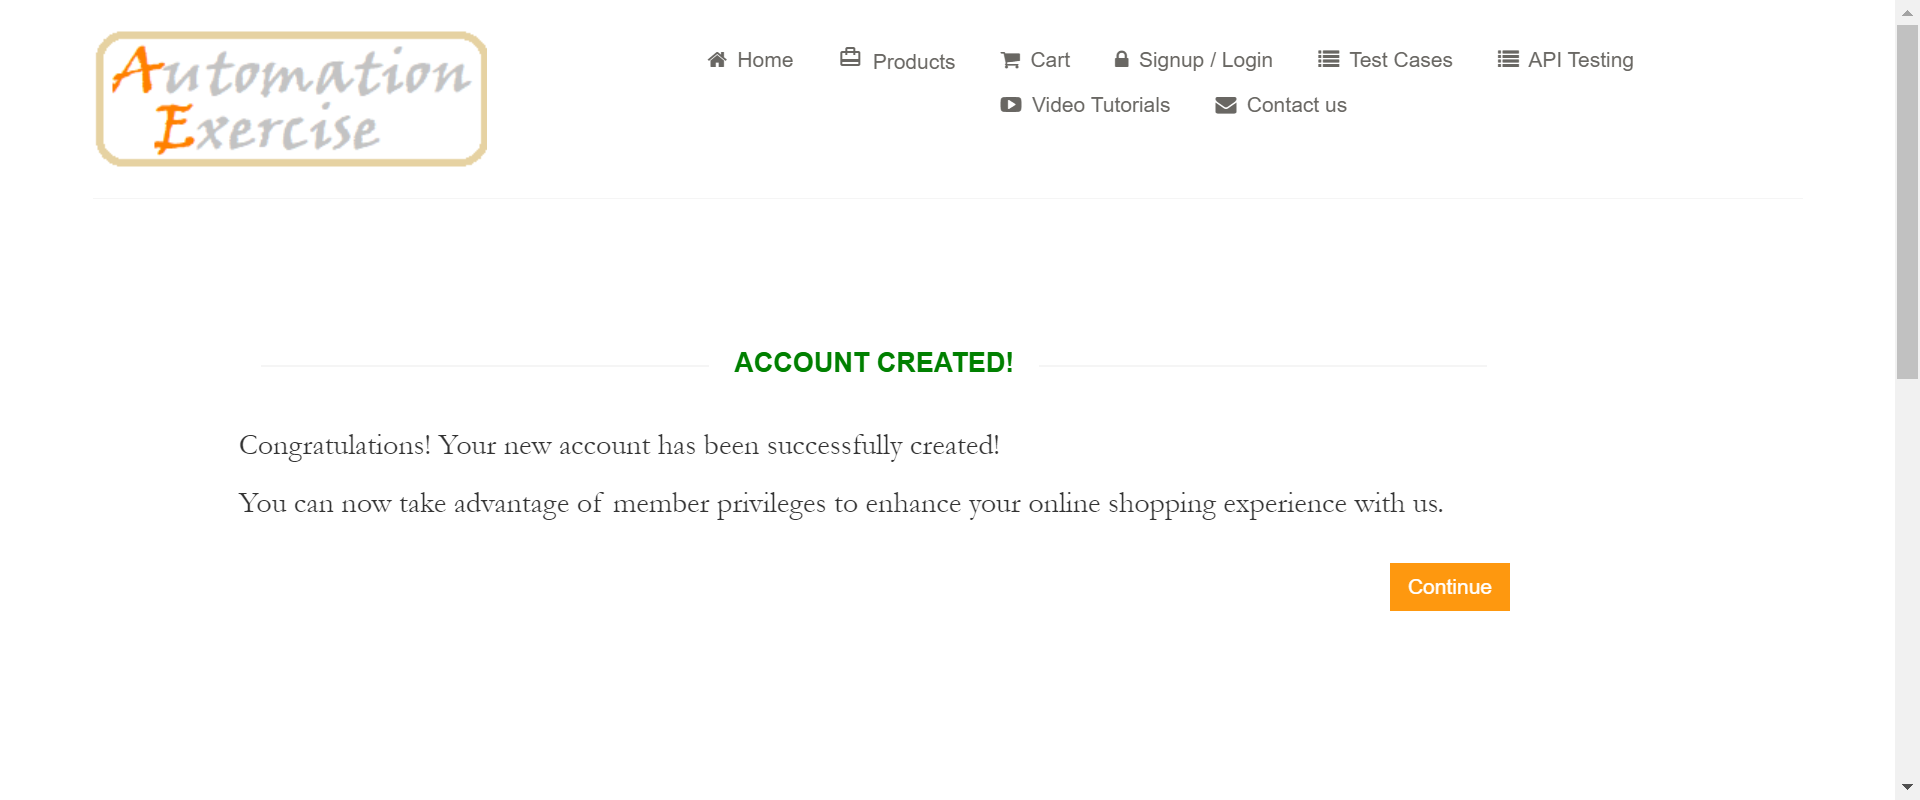 Automation
Exercise
Home
Products
Cart
Signup / Login
Test Cases
API Testing
Video Tutorials
Contact us
ACCOUNT CREATED!
Congratulations! Your new account has been successfully created!
You can now take advantage of member privileges to enhance your online shopping experience with us.
Continue